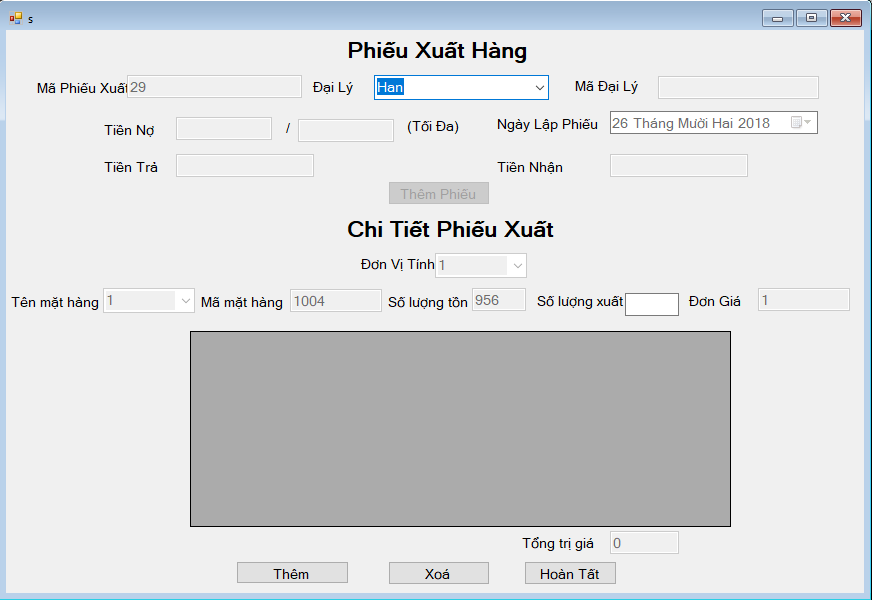 s
Phiếu Xuất Hàng
Mã Phiếu Xuất 29 Đại Lý Han Mã Đại Lý
Tiền Nợ / (Tối Đa) Ngày Lập Phiếu 26 Tháng Mười Hai 2018
Tiền Trả Tiền Nhận
Thêm Phiếu
Chi Tiết Phiếu Xuất
Đơn Vị Tính 1
Tên mặt hàng 1 Mã mặt hàng 1004 Số lượng tồn 956 Số lượng xuất Đơn Giá 1
Tổng trị giá 0
Thêm Xoá Hoàn Tất